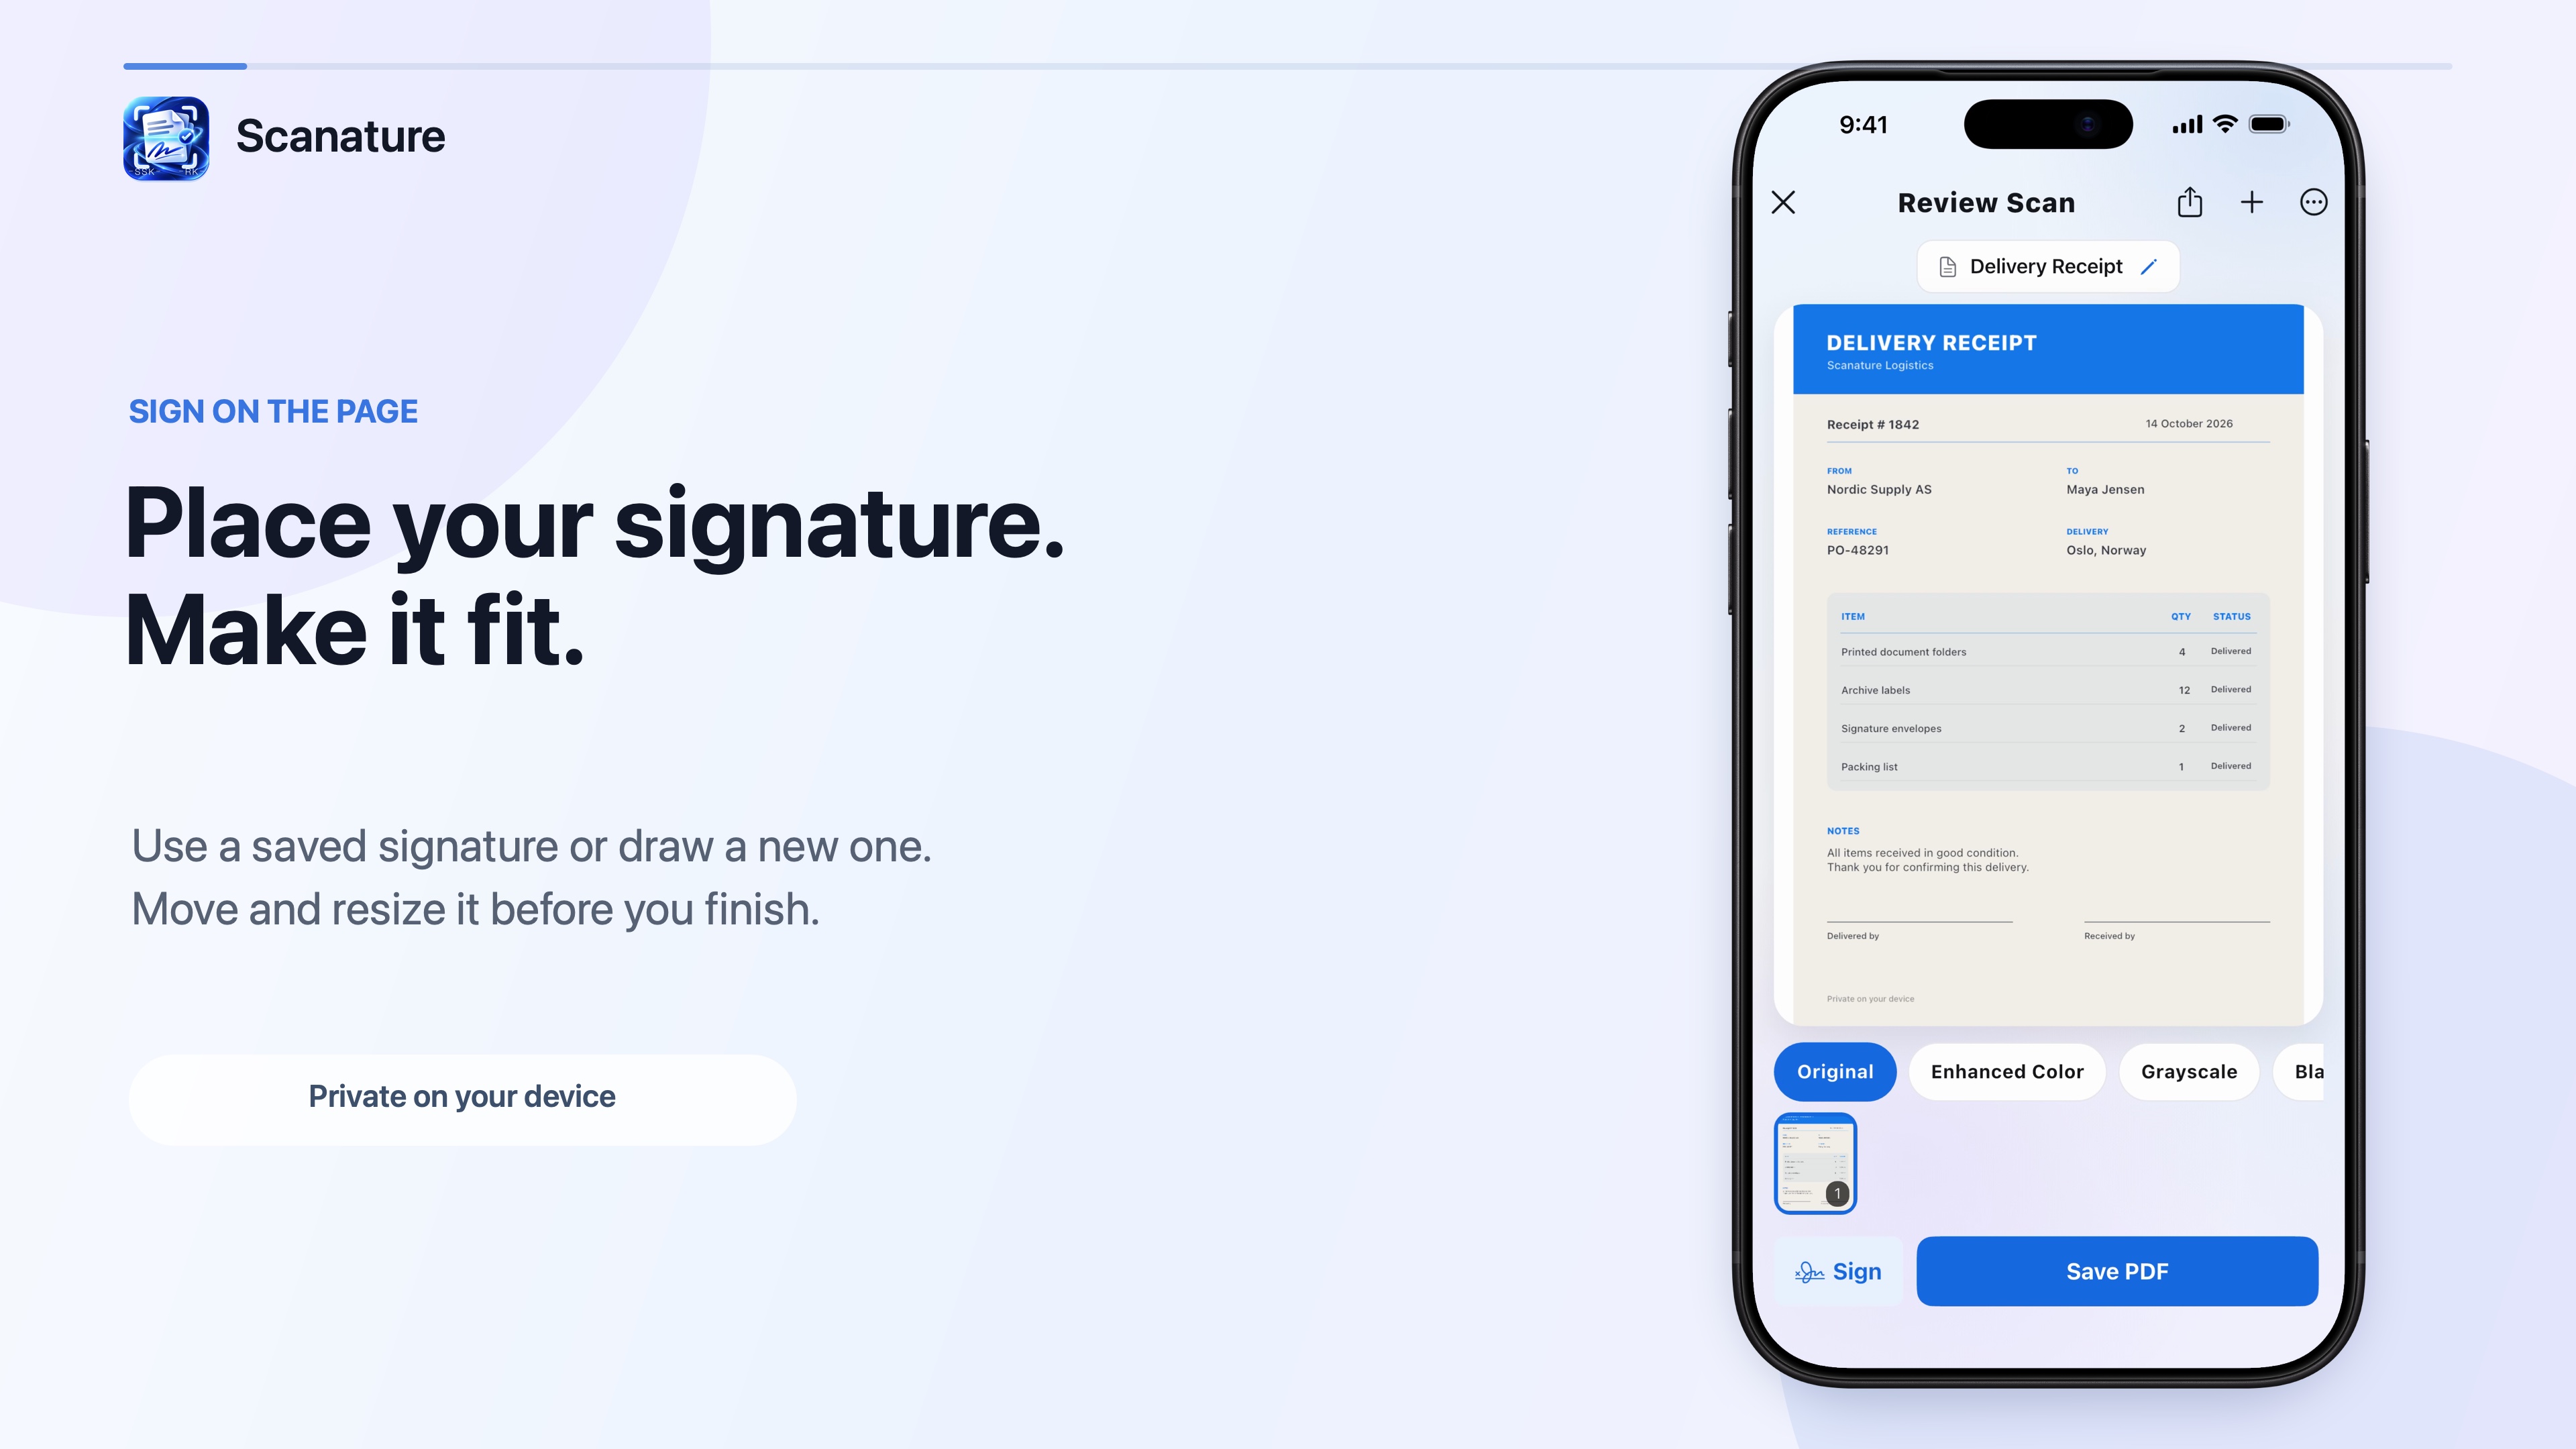 Scanature
SIGN ON THE PAGE
Place your signature.
Make it fit.
Use a saved signature or draw a new one.
Move and resize it before you finish.
Private on your device
9:41
Review Scan
Delivery Receipt
DELIVERY RECEIPT
Scanature Logistics
Receipt # 1842 14 October 2026
FROM TO
Nordic Supply AS Maya Jensen
REFERENCE DELIVERY
PO-48291 Oslo, Norway
ITEM QTY STATUS
Printed document folders 4 Delivered
Archive labels 12 Delivered
Signature envelopes 2 Delivered
Packing list 1 Delivered
NOTES
All items received in good condition.
Thank you for confirming this delivery.
Delivered by Received by
Private on your device
Original Enhanced Color Grayscale Bla
1
Sign Save PDF